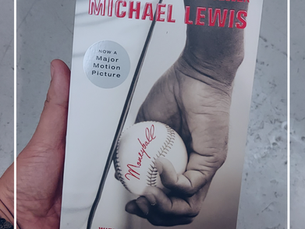 MICHAEL LEWIS
NOW A
Major
Motion
Picture
Moneyball